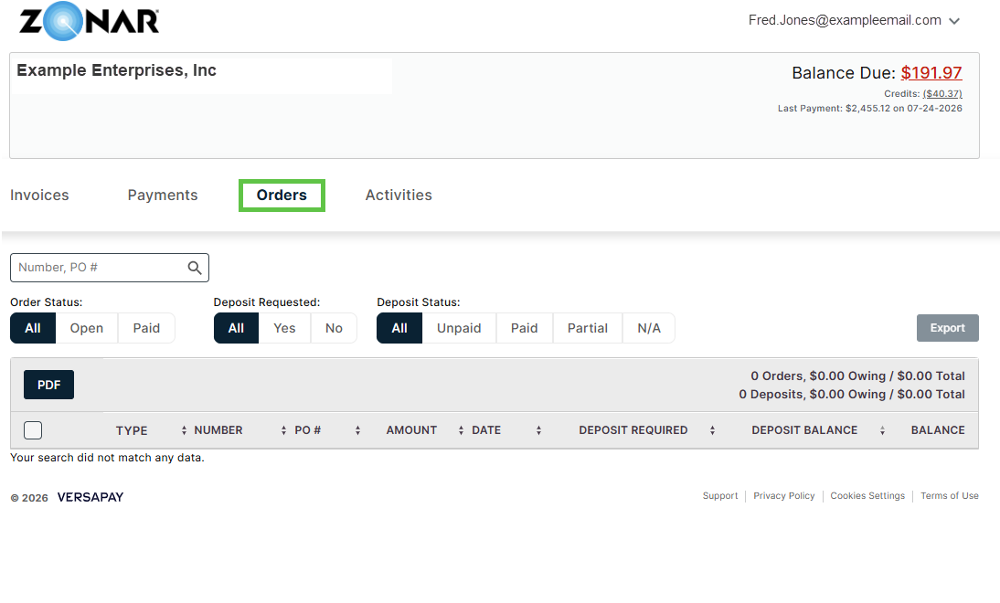 ZONAR
Fred.Jones@exampleemail.com
Example Enterprises, Inc
Balance Due: $191.97
Credits: ($40.37)
Last Payment: $2,455.12 on 07-24-2026
Invoices Payments Orders Activities
Number, PO #
Order Status: Deposit Requested: Deposit Status:
All Open Paid All Yes No All Unpaid Paid Partial N/A Export
PDF
0 Orders, $0.00 Owing / $0.00 Total
0 Deposits, $0.00 Owing / $0.00 Total
TYPE NUMBER PO # AMOUNT DATE DEPOSIT REQUIRED DEPOSIT BALANCE BALANCE
Your search did not match any data.
© 2026 VERSAPAY Support Privacy Policy Cookies Settings Terms of Use